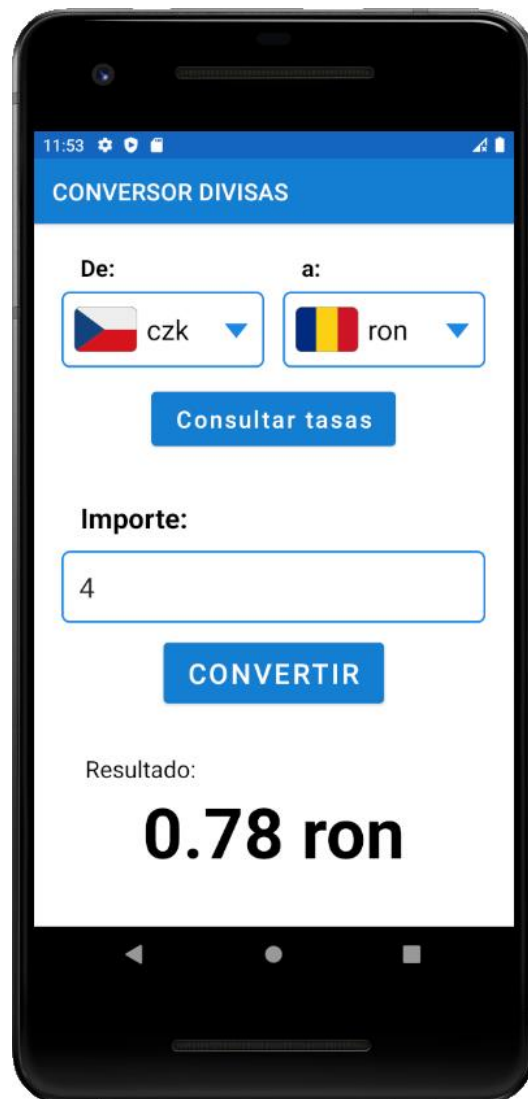 11:53
CONVERSOR DIVISAS
De: a:
czk ron
Consultar tasas
Importe:
4
CONVERTIR
Resultado:
0.78 ron